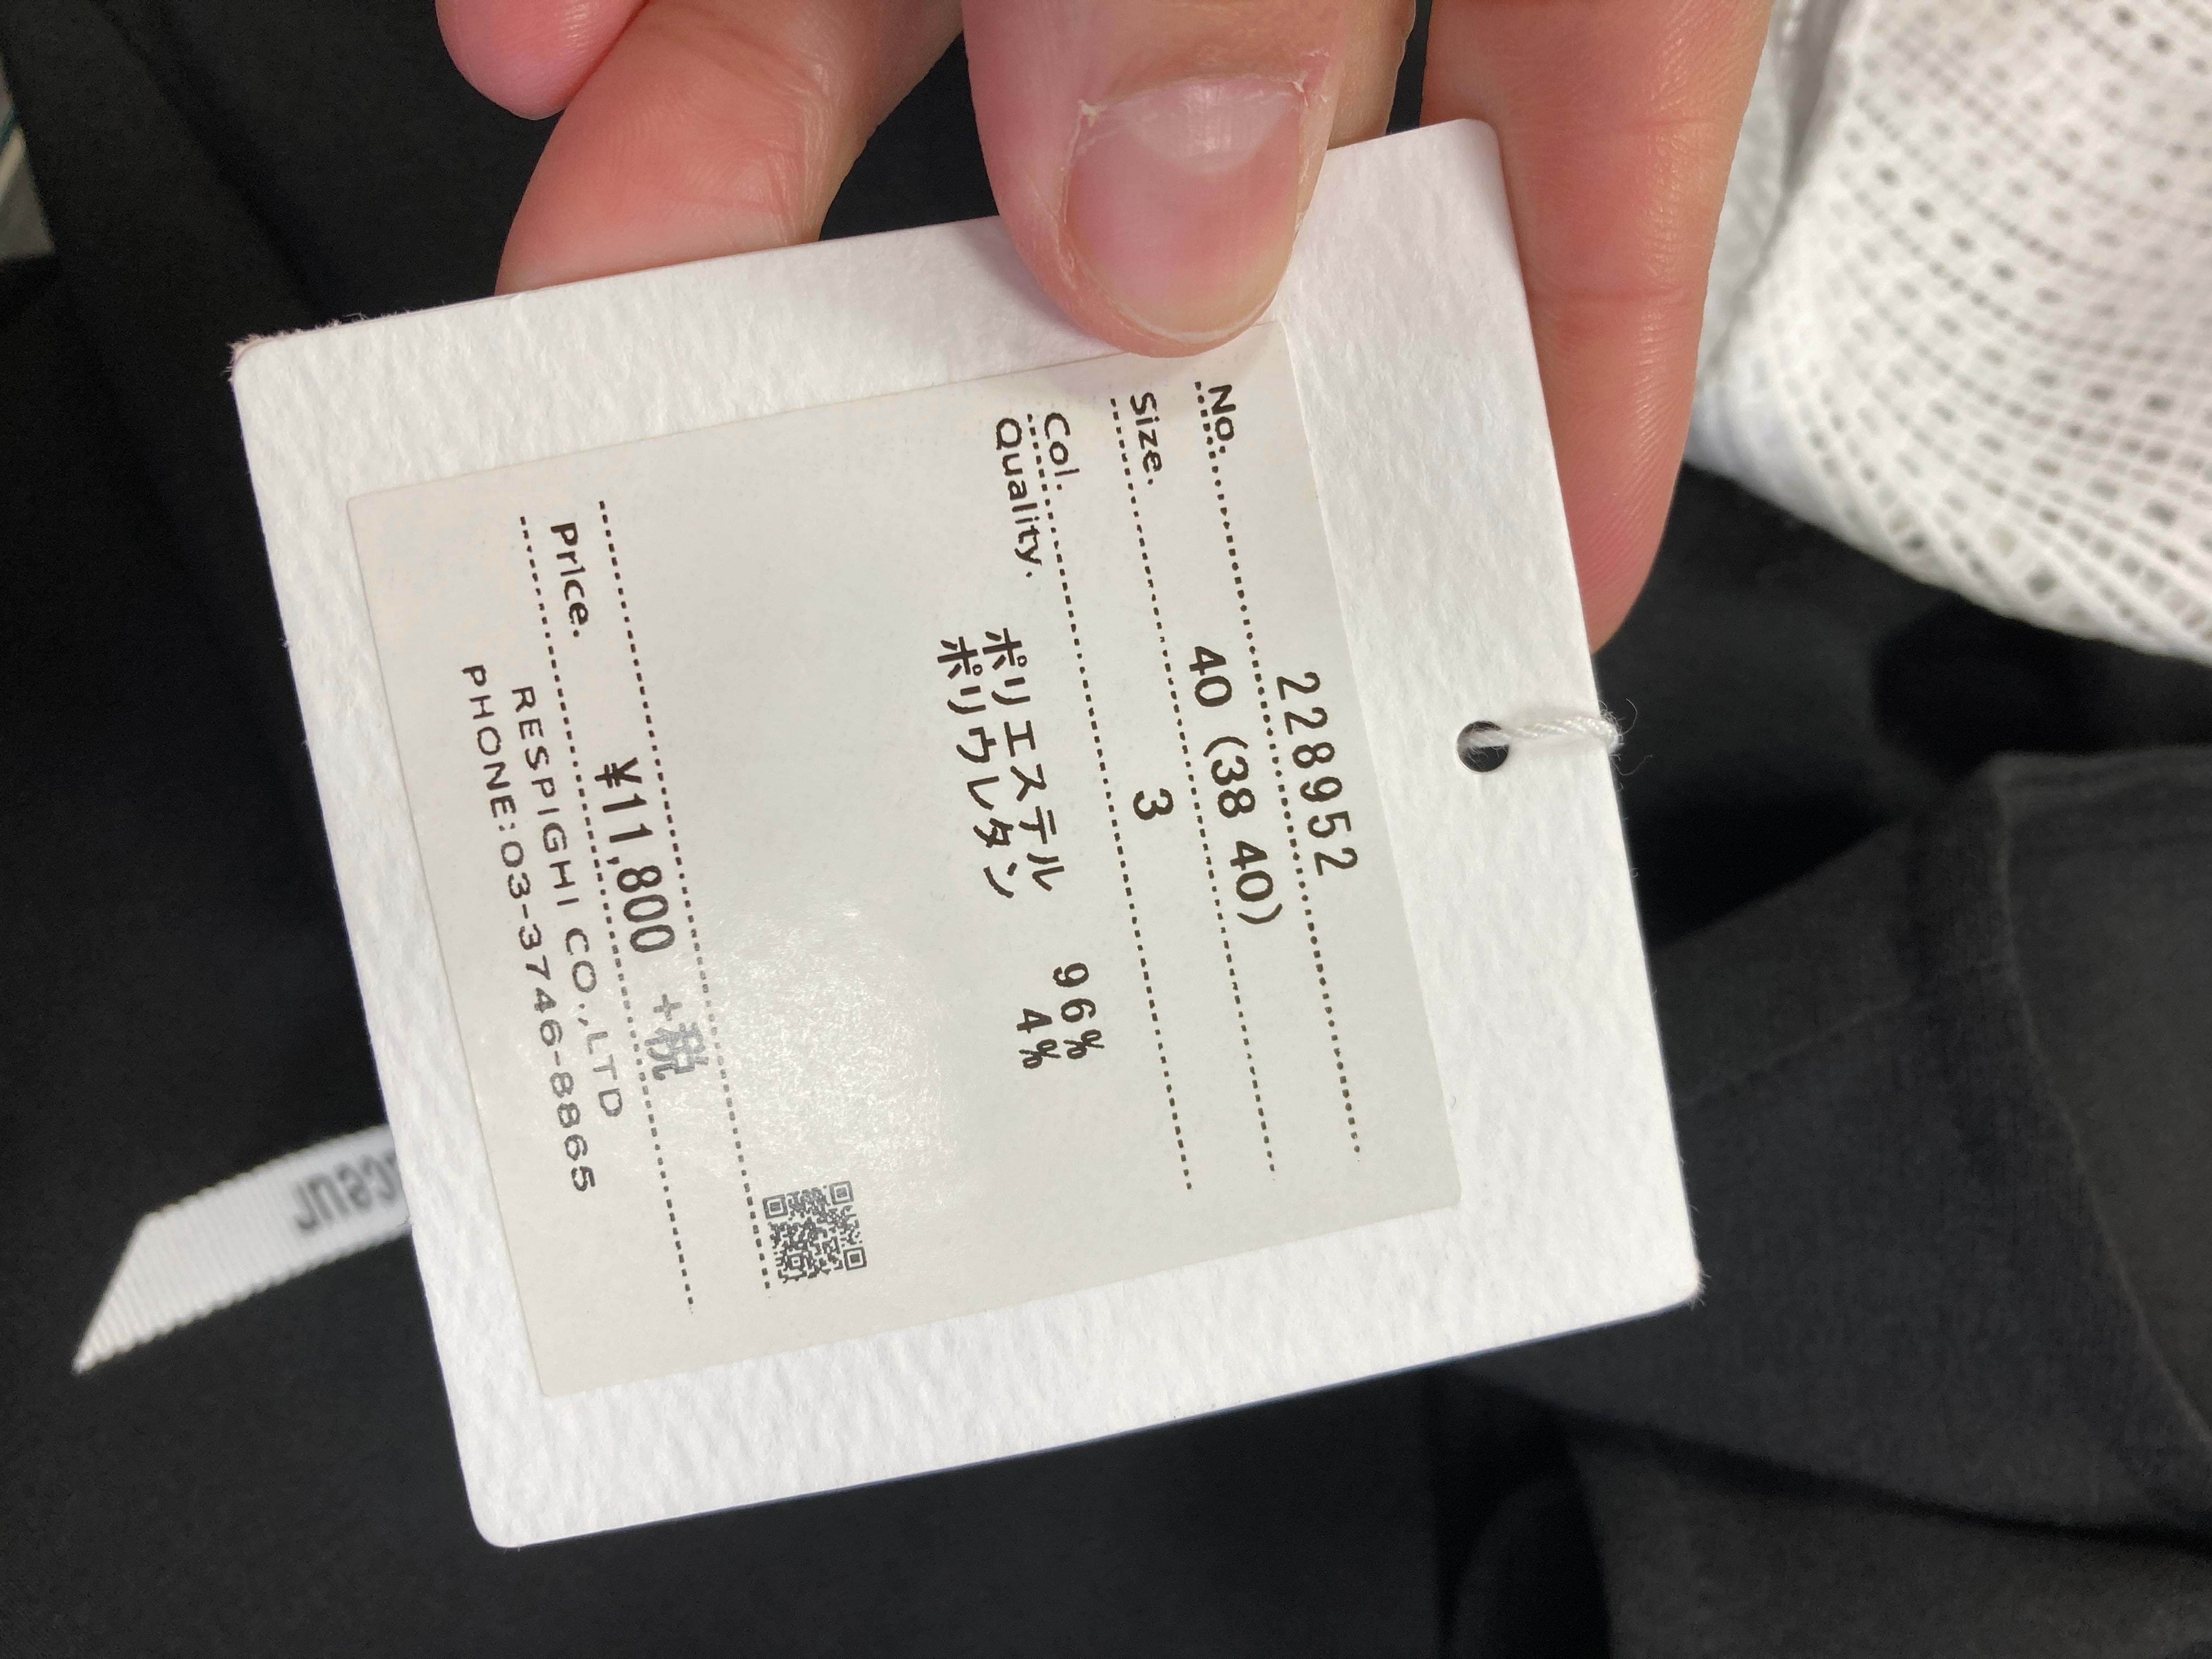 No. 228952
Size. 40 (38 40)
Col. 3
Quality.
ポリエステル 96%
ポリウレタン 4%
Price. ¥11,800 +税
RESPIGHI CO.,LTD
PHONE:03-3746-8865